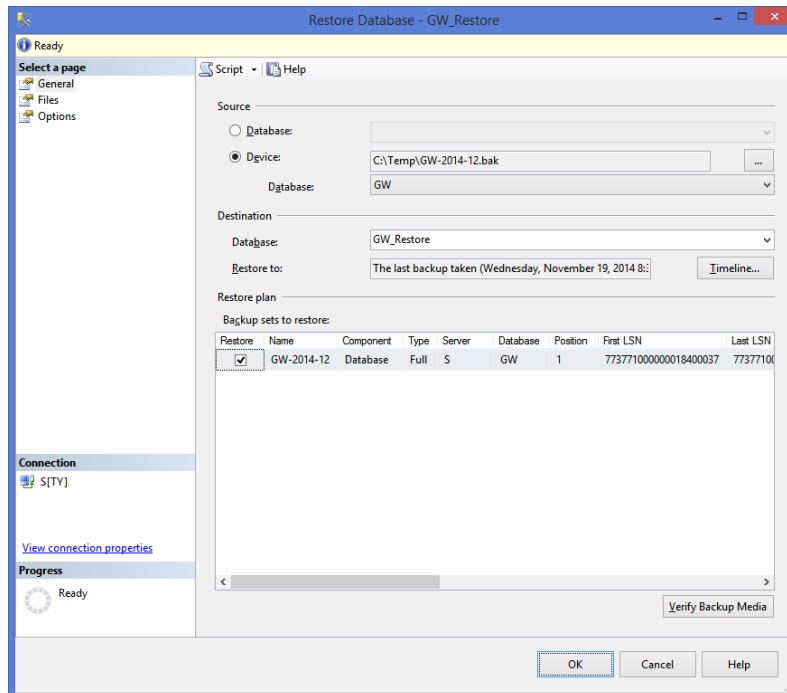 Restore Database - GW_Restore
Ready
Select a page
General
Files
Options
Script
Help
Source
Database:
Device:
C:\Temp\GW-2014-12.bak
...
Database:
GW
Destination
Database:
GW_Restore
Restore to:
The last backup taken (Wednesday, November 19, 2014 8:
Timeline...
Restore plan
Backup sets to restore:
Restore Name Component Type Server Database Position First LSN Last LSN
GW-2014-12 Database Full S GW 1 773771000000018400037 7737710
Connection
S[TY]
View connection properties
Progress
Ready
Verify Backup Media
OK Cancel Help